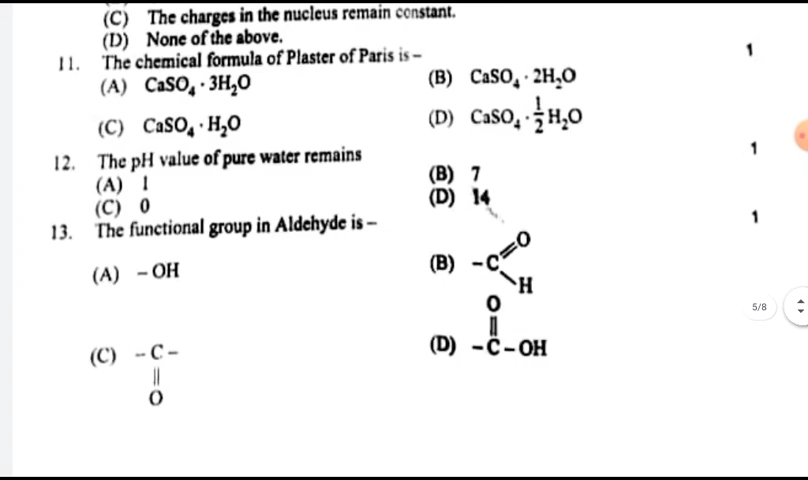 (C) The charges in the nucleus remain constant.
(D) None of the above.
11. The chemical formula of Plaster of Paris is – 1
(A) CaSO₄ · 3H₂O (B) CaSO₄ · 2H₂O
(C) CaSO₄ · H₂O (D) CaSO₄ · ½ H₂O
12. The pH value of pure water remains 1
(A) 1 (B) 7
(C) 0 (D) 14
13. The functional group in Aldehyde is – 1
(A) – OH (B) –C=O
H
O
||
(C) – C – (D) –C–OH
||
O
5/8